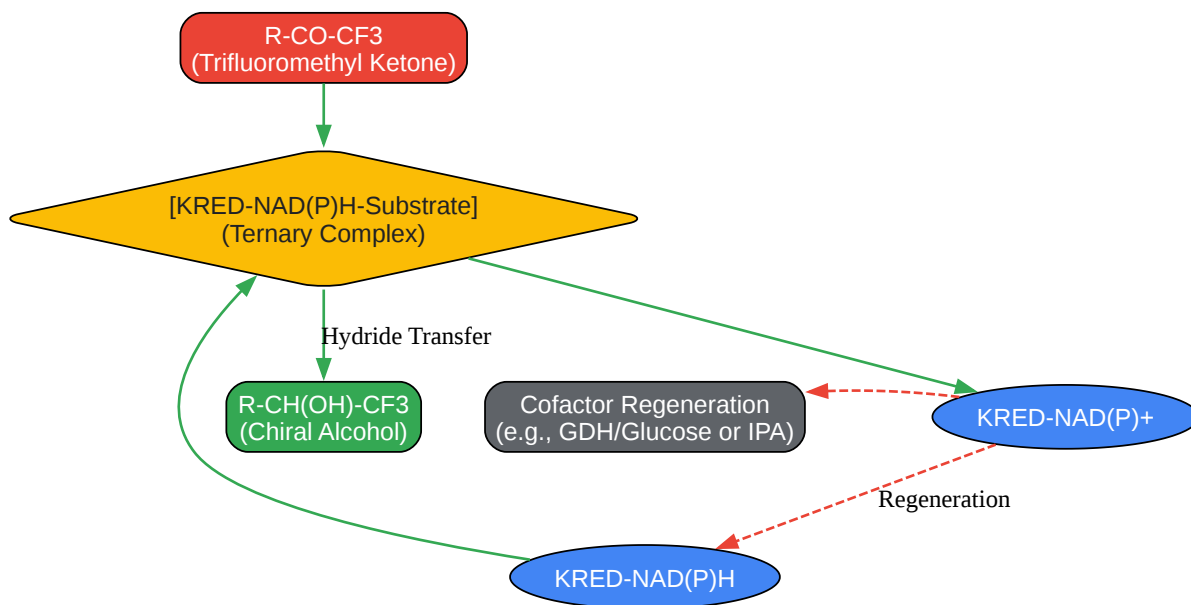 R-CO-CF3
(Trifluoromethyl Ketone)
[KRED-NAD(P)H-Substrate]
(Ternary Complex)
Hydride Transfer
R-CH(OH)-CF3
(Chiral Alcohol)
Cofactor Regeneration
(e.g., GDH/Glucose or IPA)
KRED-NAD(P)+
Regeneration
KRED-NAD(P)H